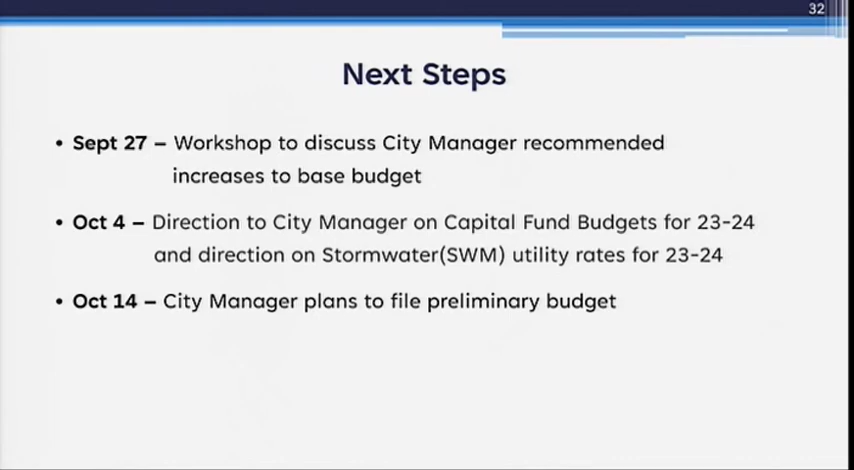 32
Next Steps
• Sept 27 – Workshop to discuss City Manager recommended
increases to base budget
• Oct 4 – Direction to City Manager on Capital Fund Budgets for 23-24
and direction on Stormwater(SWM) utility rates for 23-24
• Oct 14 – City Manager plans to file preliminary budget